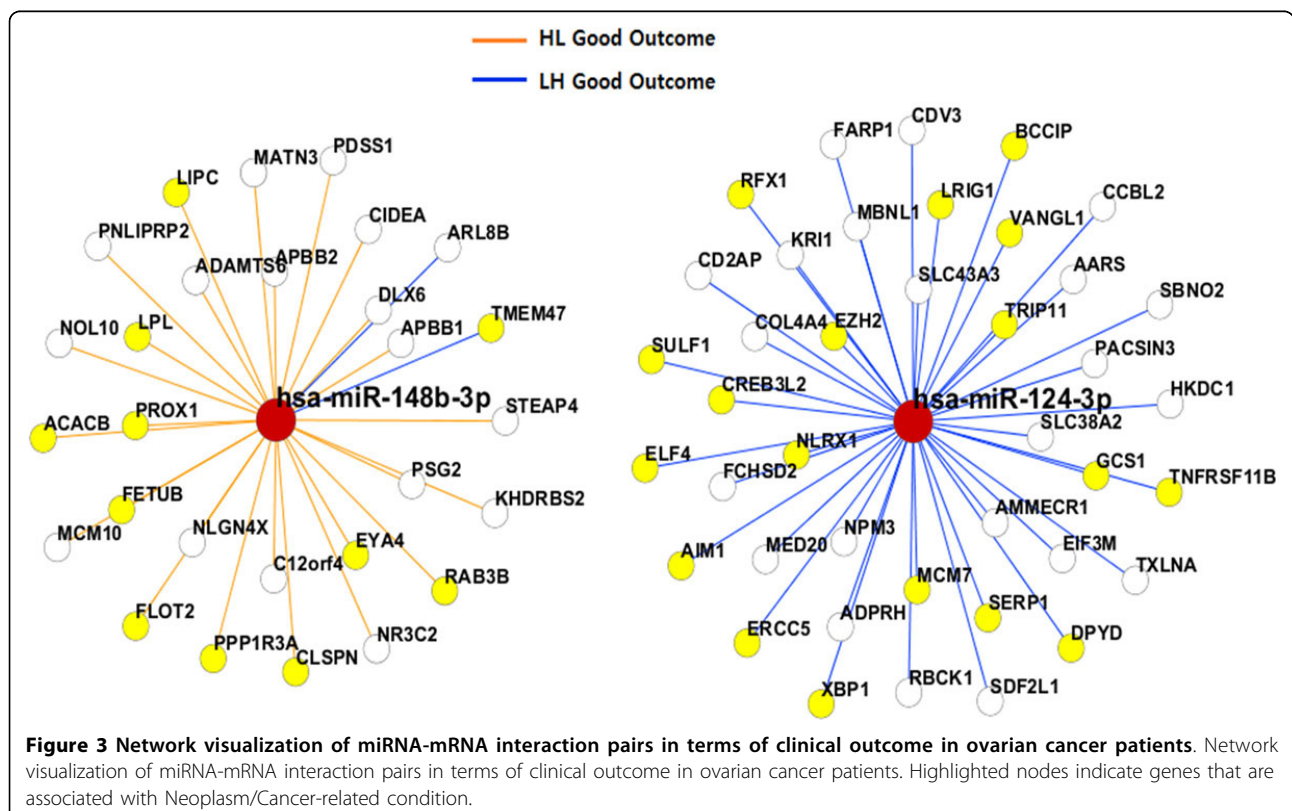 HL Good Outcome
LH Good Outcome
MATN3
PDSS1
LIPC
CIDEA
PNLIPRP2
ARL8B
ADAMTS6
APBB2
DLX6
NOL10
LPL
APBB1
TMEM47
hsa-miR-148b-3p
STEAP4
ACACB
PROX1
PSG2
KHDRBS2
FETUB
MCM10
NLGN4X
EYA4
C12orf4
RAB3B
FLOT2
PPP1R3A
CLSPN
NR3C2
FARP1
CDV3
BCCIP
RFX1
LRIG1
CCBL2
MBNL1
VANGL1
KRI1
CD2AP
SLC43A3
AARS
SBNO2
COL4A4
EZH2
TRIP11
SULF1
PACSIN3
CREB3L2
hsa-miR-124-3p
HKDC1
SLC38A2
ELF4
NLRX1
FCHSD2
GCS1
TNFRSF11B
AMMECR1
NPM3
AIM1
MED20
EIF3M
TXLNA
MCM7
SERP1
ERCC5
ADPRH
DPYD
XBP1
RBCK1
SDF2L1
Figure 3 Network visualization of miRNA-mRNA interaction pairs in terms of clinical outcome in ovarian cancer patients. Network
visualization of miRNA-mRNA interaction pairs in terms of clinical outcome in ovarian cancer patients. Highlighted nodes indicate genes that are
associated with Neoplasm/Cancer-related condition.